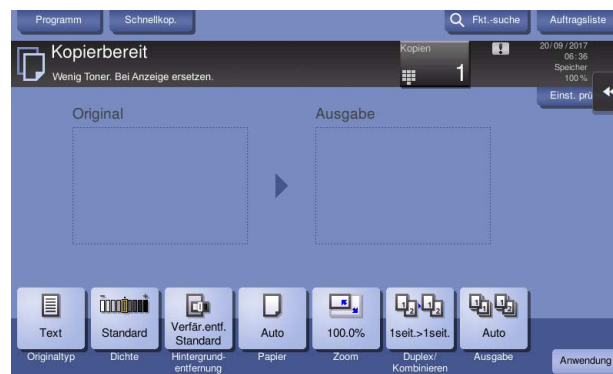 Programm
Schnellkop.
Fkt.-suche
Auftragsliste
Kopierbereit
Wenig Toner. Bei Anzeige ersetzen.
Kopien
1
20/09/2017
06:36
Speicher
100%
Einst. prü
Original
Ausgabe
Text
Standard
Verfär.entf.
Standard
Auto
100.0%
1seit.>1seit.
Auto
Originaltyp
Dichte
Hintergrund-
entfernung
Papier
Zoom
Duplex/
Kombinieren
Ausgabe
Anwendung